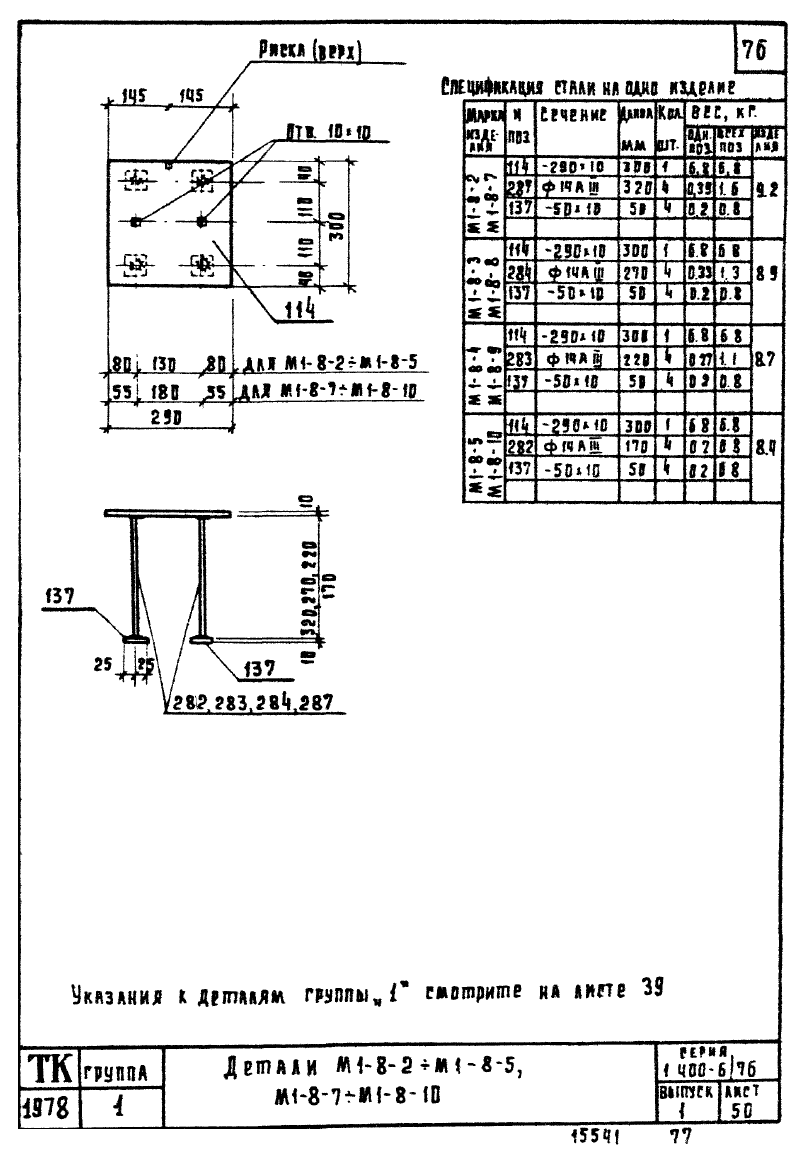 76
Риска (верх)
145 145
Отв. 10×10
40
110
110
40
300
114
80 130 80 для М1-8-2÷М1-8-5
55 180 55 для М1-8-7÷М1-8-10
290
Спецификация стали на одно изделие
Марка изде-лия N поз Сечение Длина мм Кол. шт. Вес, кг.
одн. поз. всех поз изде лия
М1-8-2 М1-8-7 9.2
114 -290×10 300 1 6.8 6.8
287 ф 14 А III 320 4 0,39 1.6
137 -50×10 50 4 0.2 0.8
М1-8-3 М1-8-8 8 9
114 -290×10 300 1 6.8 6 8
284 ф 14 А III 270 4 0.33 1.3
137 -50×10 50 4 0.2 0.8
М1-8-4 М1-8-9 8.7
114 -290×10 300 1 6.8 6 8
283 ф 14 А III 220 4 0 27 1.1
137 -50×10 50 4 0 2 0.8
М1-8-5 М1-8-10 8.4
114 -290×10 300 1 6 8 6.8
282 ф 14 А III 170 4 0 2 0 8
137 -50×10 50 4 0 2 0 8
10
320,270,220
170
10
137
25 25
137
282,283,284,287
Указания к деталям группы „1" смотрите на листе 39
ТК
1978
группа
1
Детали М1-8-2÷М1-8-5,
М1-8-7÷М1-8-10
серия
1 400-6/76
выпуск лист
1 50
15541 77